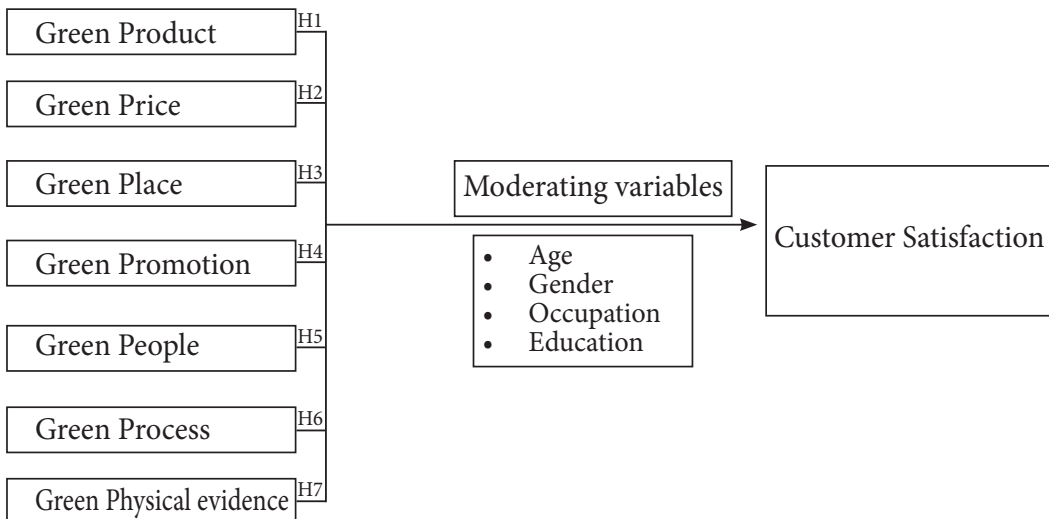 Green Product
H1
Green Price
H2
Green Place
H3
Green Promotion
H4
Green People
H5
Green Process
H6
Green Physical evidence
H7
Moderating variables
• Age
• Gender
• Occupation
• Education
Customer Satisfaction